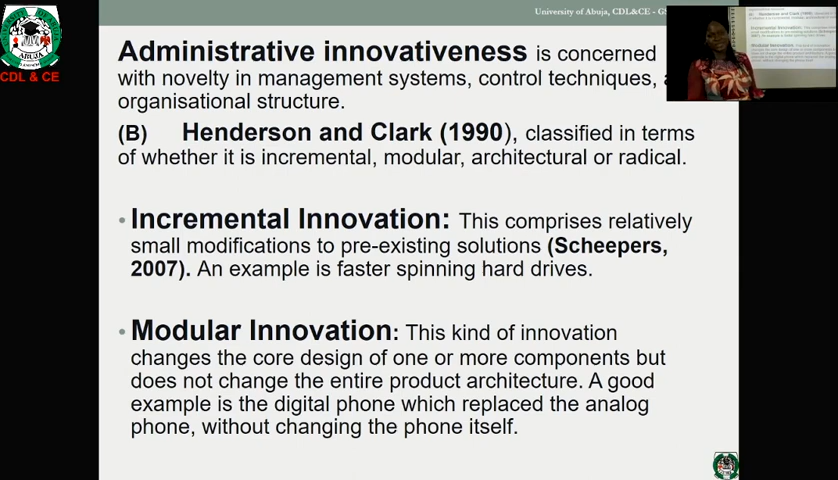 University of Abuja, CDL&CE - GS
CDL & CE
Administrative innovativeness is concerned
with novelty in management systems, control techniques,
organisational structure.
(B) Henderson and Clark (1990), classified in terms
of whether it is incremental, modular, architectural or radical.
• Incremental Innovation: This comprises relatively
small modifications to pre-existing solutions (Scheepers,
2007). An example is faster spinning hard drives.
• Modular Innovation: This kind of innovation
changes the core design of one or more components but
does not change the entire product architecture. A good
example is the digital phone which replaced the analog
phone, without changing the phone itself.